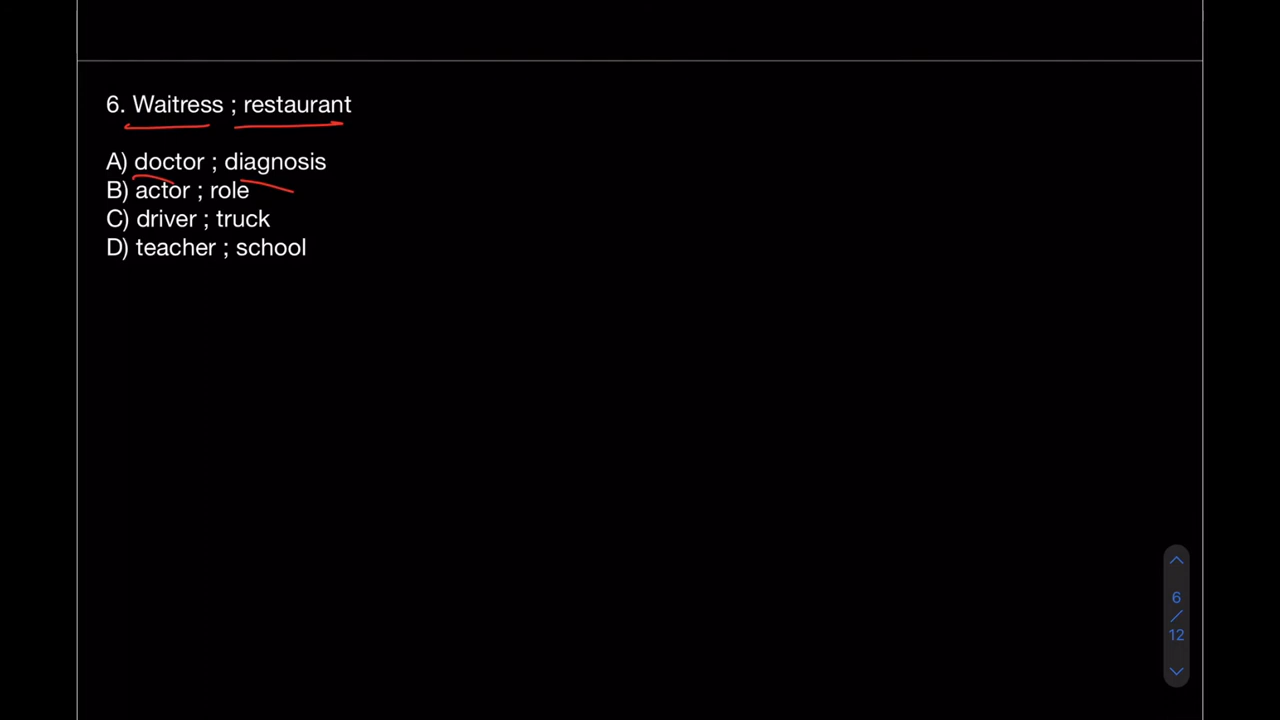 6. Waitress ; restaurant
A) doctor ; diagnosis
B) actor ; role
C) driver ; truck
D) teacher ; school
6
/
12